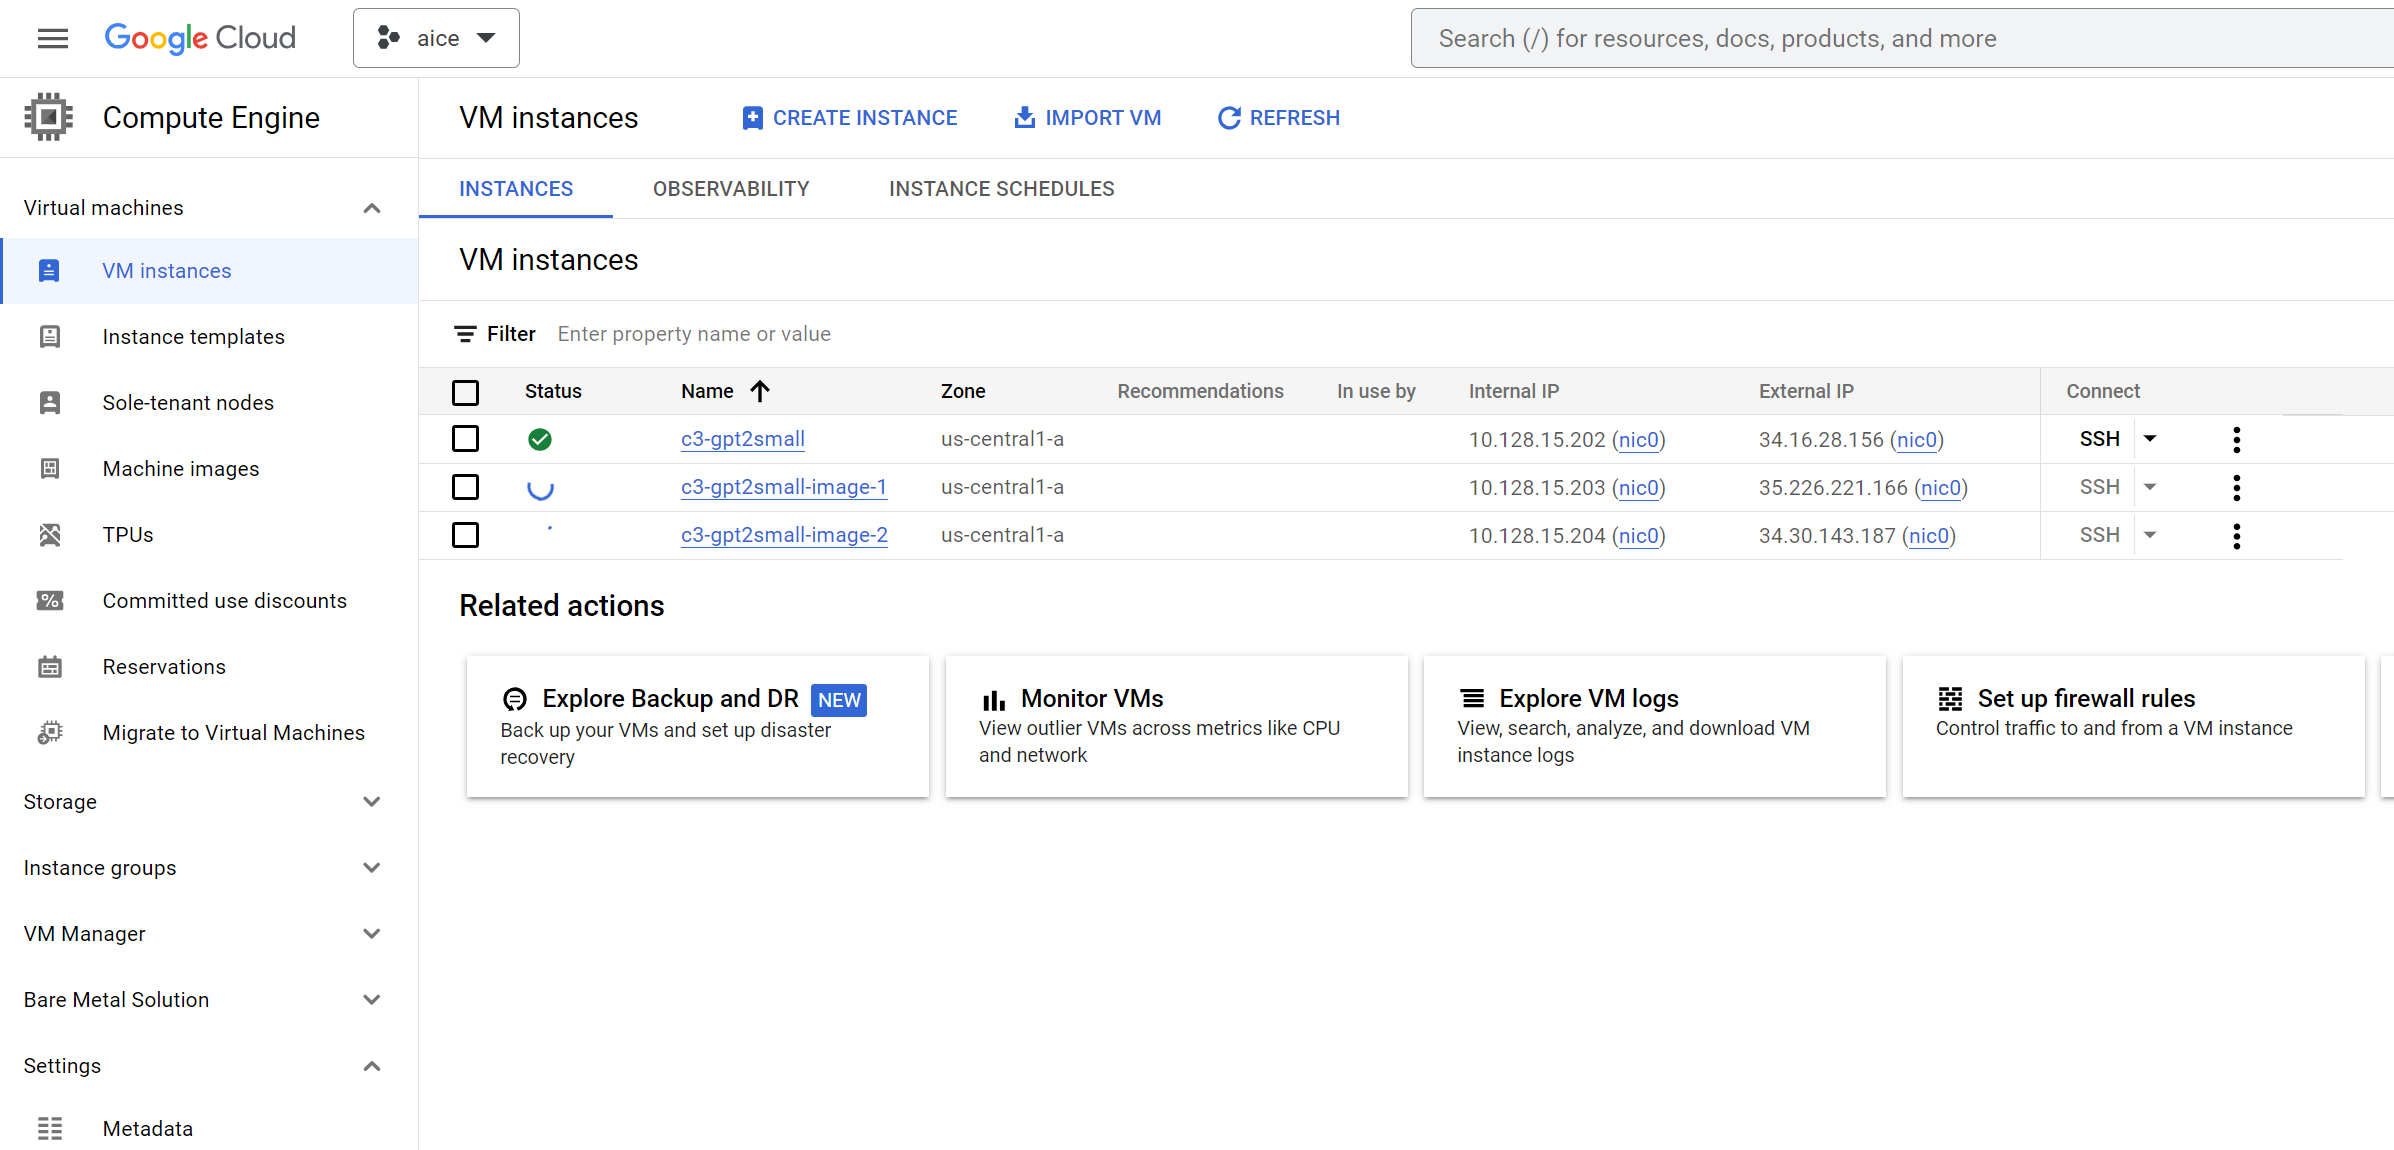 Google Cloud
aice
Search (/) for resources, docs, products, and more
Compute Engine
VM instances
CREATE INSTANCE
IMPORT VM
REFRESH
Virtual machines
VM instances
Instance templates
Sole-tenant nodes
Machine images
TPUs
Committed use discounts
Reservations
Migrate to Virtual Machines
Storage
Instance groups
VM Manager
Bare Metal Solution
Settings
Metadata
INSTANCES OBSERVABILITY INSTANCE SCHEDULES
VM instances
Filter Enter property name or value
Status Name Zone Recommendations In use by Internal IP External IP Connect
c3-gpt2small us-central1-a 10.128.15.202 (nic0) 34.16.28.156 (nic0) SSH
c3-gpt2small-image-1 us-central1-a 10.128.15.203 (nic0) 35.226.221.166 (nic0) SSH
c3-gpt2small-image-2 us-central1-a 10.128.15.204 (nic0) 34.30.143.187 (nic0) SSH
Related actions
Explore Backup and DR NEW
Back up your VMs and set up disaster
recovery
Monitor VMs
View outlier VMs across metrics like CPU
and network
Explore VM logs
View, search, analyze, and download VM
instance logs
Set up firewall rules
Control traffic to and from a VM instance